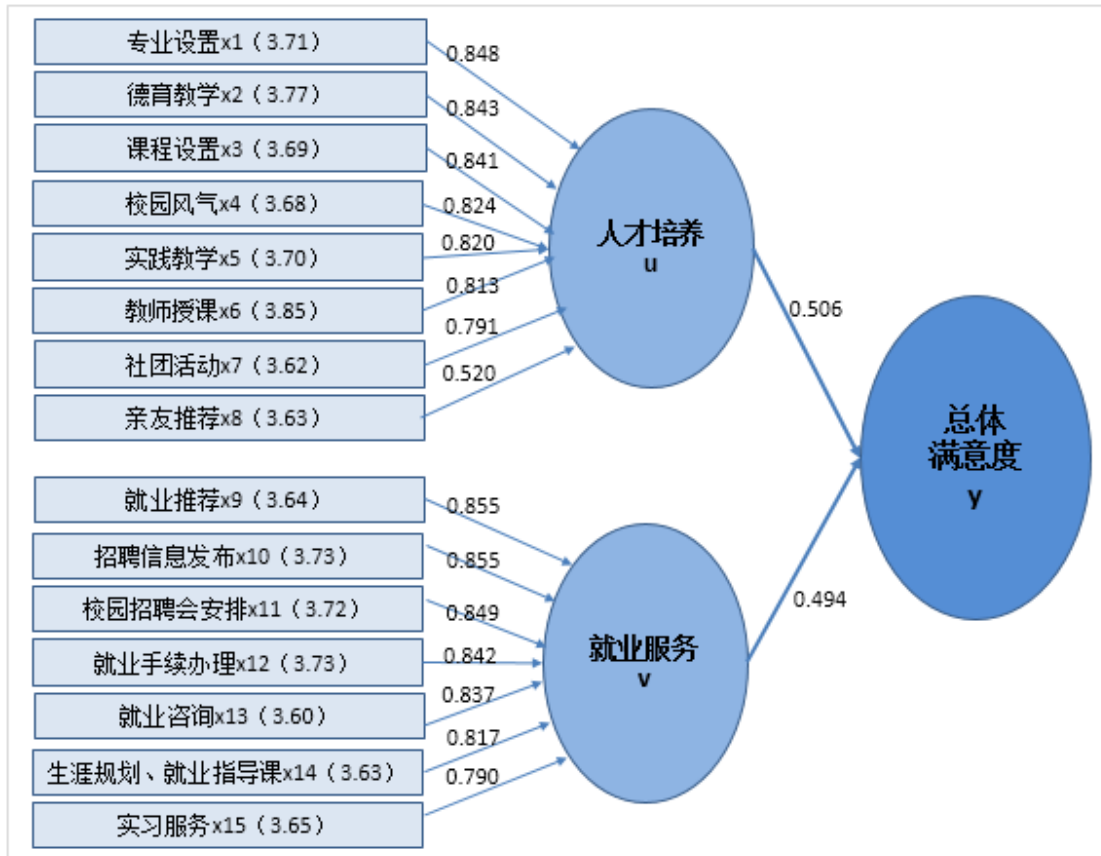 专业设置x1（3.71）
0.848
德育教学x2（3.77）
0.843
课程设置x3（3.69）
0.841
校园风气x4（3.68）
0.824
实践教学x5（3.70）
0.820
教师授课x6（3.85）
0.813
社团活动x7（3.62）
0.791
亲友推荐x8（3.63）
0.520
人才培养
u
0.506
就业推荐x9（3.64）
0.855
招聘信息发布x10（3.73）
0.855
校园招聘会安排x11（3.72）
0.849
就业手续办理x12（3.73）
0.842
就业咨询x13（3.60）
0.837
生涯规划、就业指导课x14（3.63）
0.817
实习服务x15（3.65）
0.790
就业服务
v
0.494
总体
满意度
y